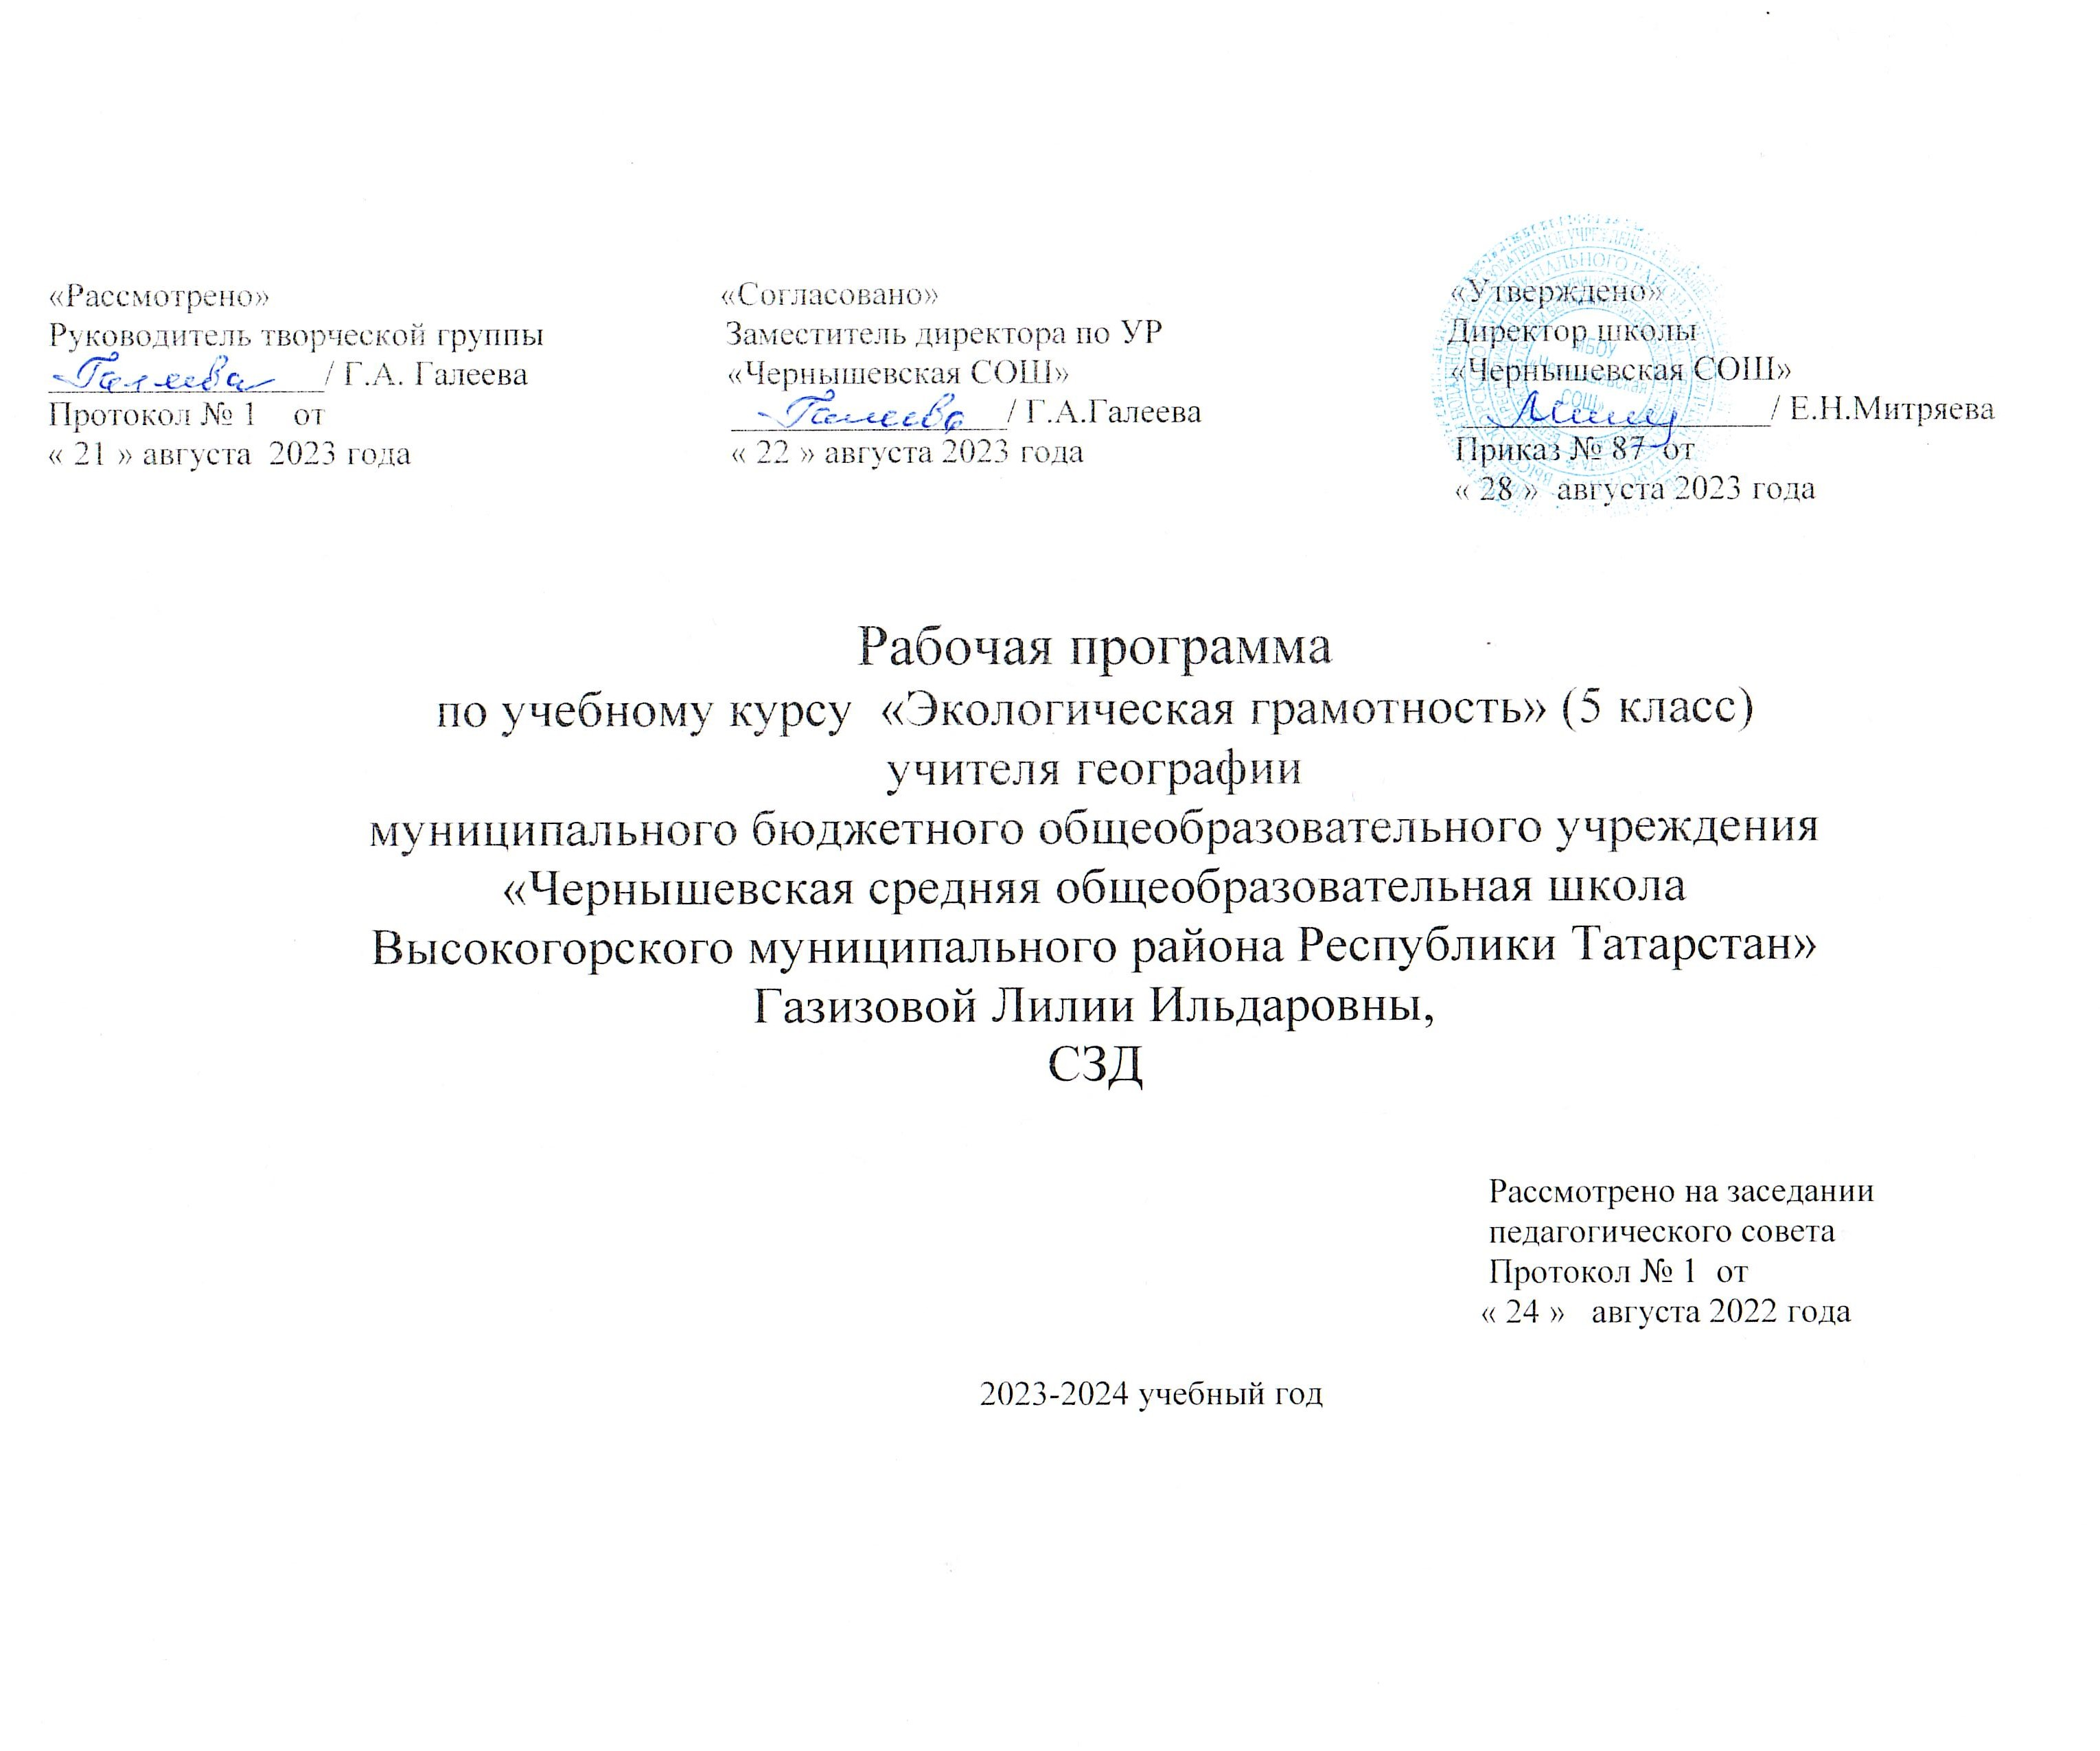 «Рассмотрено»
Руководитель творческой группы
Галеева / Г.А. Галеева
Протокол № 1 от
« 21 » августа 2023 года
«Согласовано»
Заместитель директора по УР
«Чернышевская СОШ»
Галеева / Г.А.Галеева
« 22 » августа 2023 года
«Утверждено»
Директор школы
«Чернышевская СОШ»
/ Е.Н.Митряева
Приказ № 87 от
« 28 » августа 2023 года
Рабочая программа
по учебному курсу «Экологическая грамотность» (5 класс)
учителя географии
муниципального бюджетного общеобразовательного учреждения
«Чернышевская средняя общеобразовательная школа
Высокогорского муниципального района Республики Татарстан»
Газизовой Лилии Ильдаровны,
СЗД
Рассмотрено на заседании
педагогического совета
Протокол № 1 от
« 24 » августа 2022 года
2023-2024 учебный год